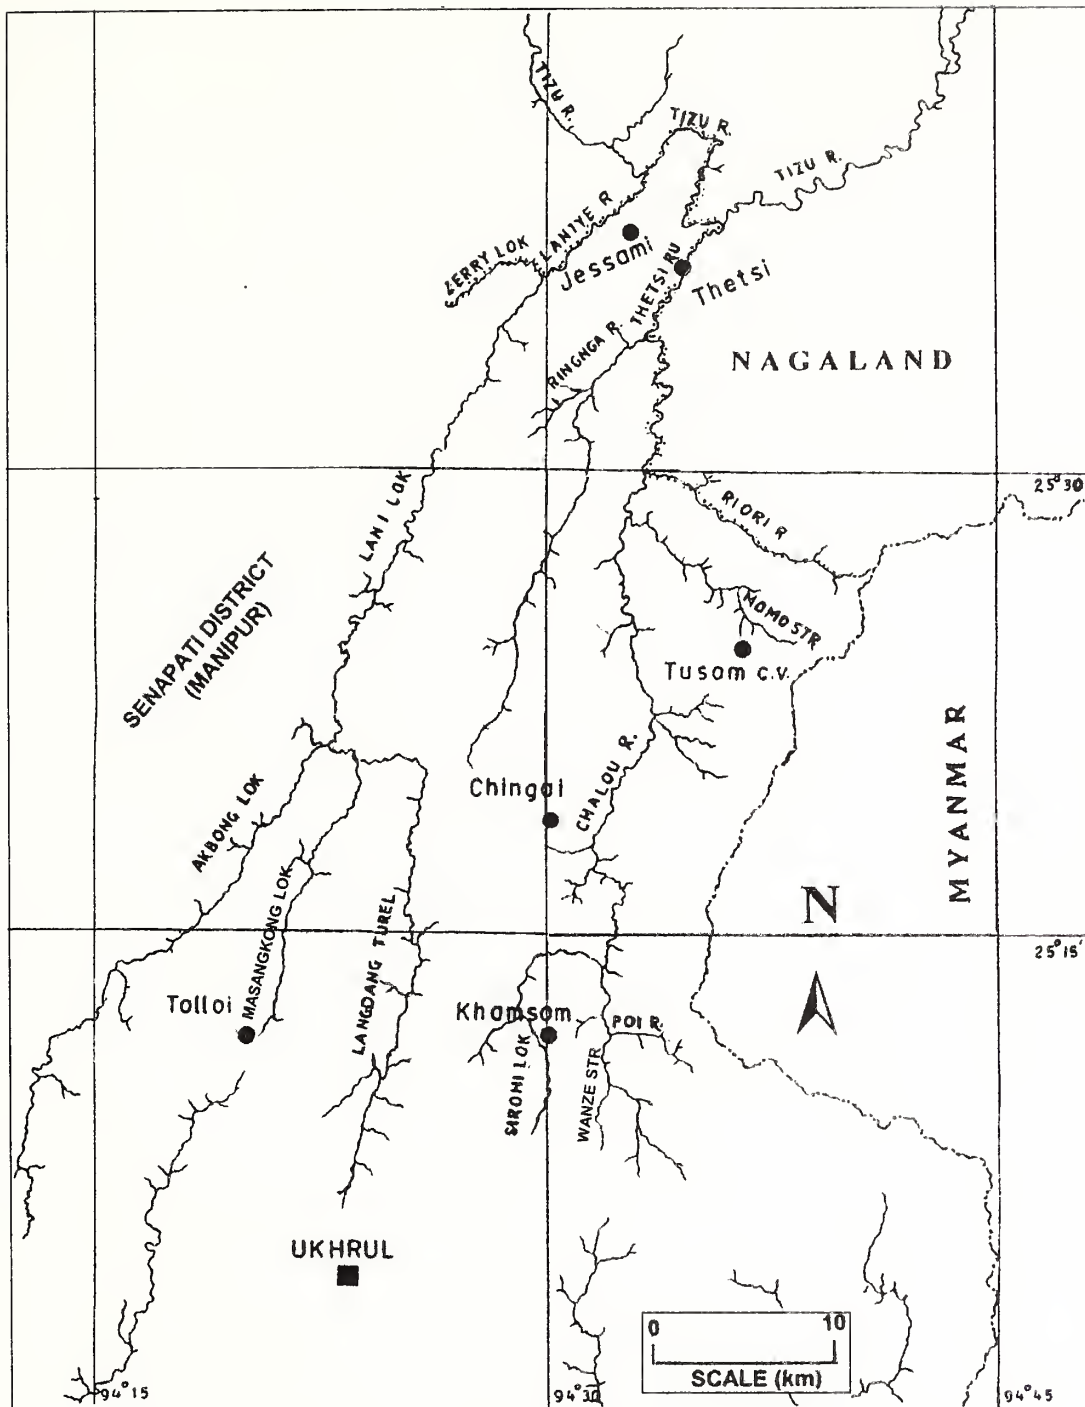 TIZU R.
TIZU R.
TIZU R.
LANIYE R
ZERRY LOK
Jessami
THETSI RU
Thetsi
RINGNGA R.
NAGALAND
25°30
LANI LOK
RIORI R
SENAPATI DISTRICT
(MANIPUR)
MOMO STR
Tusom c.v.
MYANMAR
CHALOU R.
Chingai
AKBONG LOK
MASANGKONG LOK
LANGDANG TUREL
N
25°15'
Tolloi
Khamsom
POI R.
SIROHI LOK
WANZE STR
UKHRUL
0 10
SCALE (km)
94°15
94°30
94°45